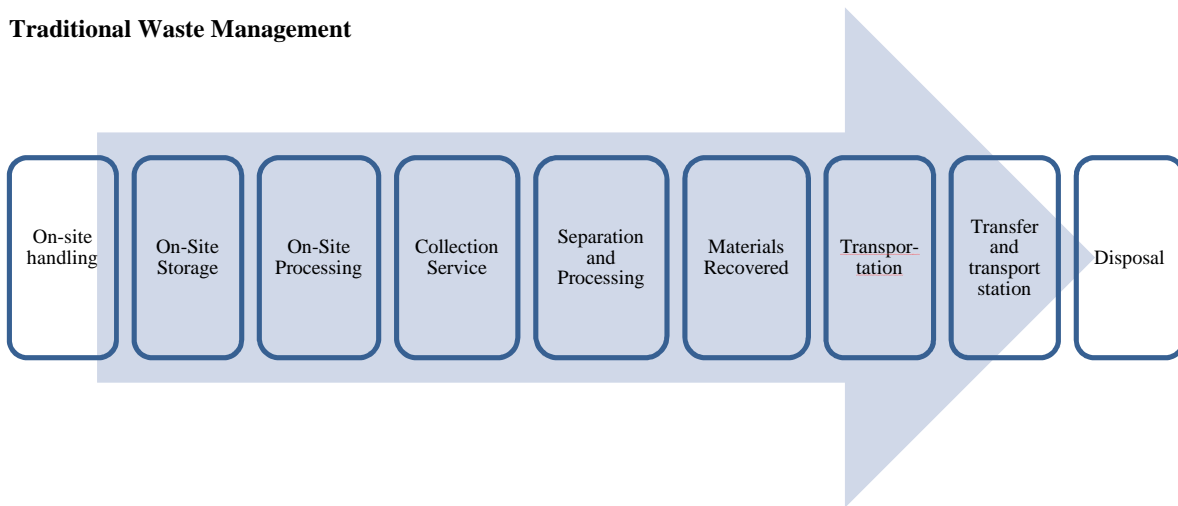 Traditional Waste Management
On-site
handling
On-Site
Storage
On-Site
Processing
Collection
Service
Separation
and
Processing
Materials
Recovered
Transpor-
tation
Transfer
and
transport
station
Disposal